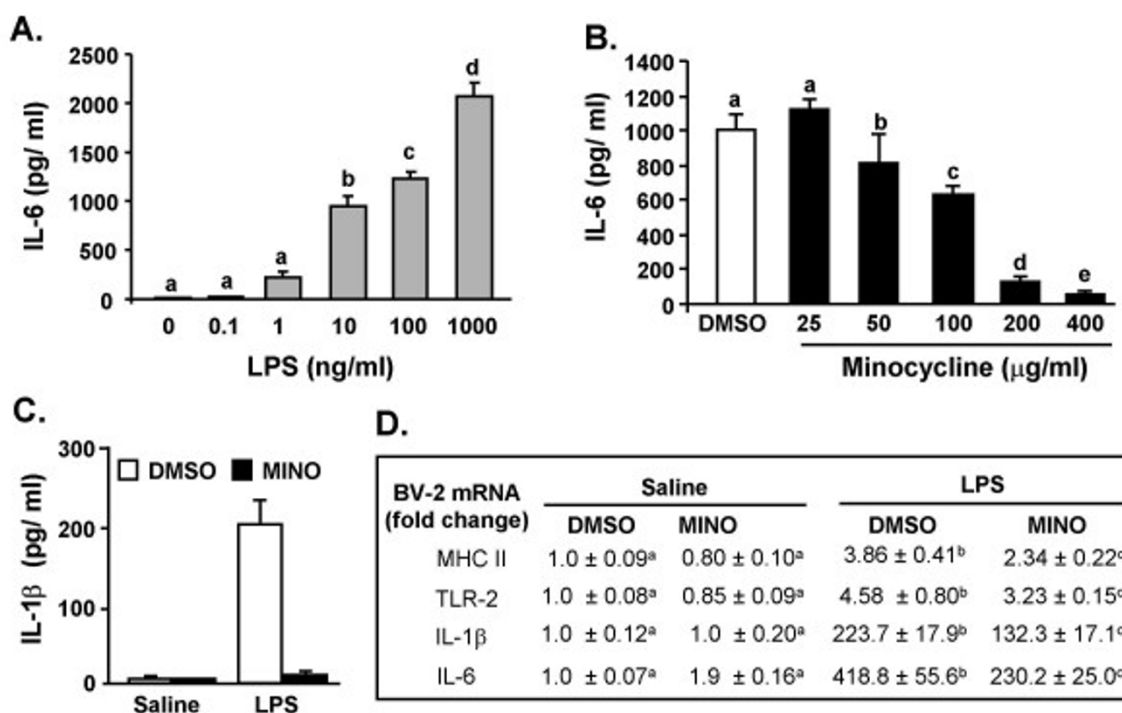 A.
2500
2000
1500
1000
500
0
IL-6 (pg/ ml)
a
a
a
b
c
d
0 0.1 1 10 100 1000
LPS (ng/ml)
B.
1400
1200
1000
800
600
400
200
0
IL-6 (pg/ ml)
a
a
b
c
d
e
DMSO 25 50 100 200 400
Minocycline (μg/ml)
C.
300
200
100
0
IL-1β (pg/ ml)
DMSO MINO
Saline LPS
D.
BV-2 mRNA
(fold change)
Saline LPS
DMSO MINO DMSO MINO
MHC II 1.0 ± 0.09ᵃ 0.80 ± 0.10ᵃ 3.86 ± 0.41ᵇ 2.34 ± 0.22ᶜ
TLR-2 1.0 ± 0.08ᵃ 0.85 ± 0.09ᵃ 4.58 ± 0.80ᵇ 3.23 ± 0.15ᶜ
IL-1β 1.0 ± 0.12ᵃ 1.0 ± 0.20ᵃ 223.7 ± 17.9ᵇ 132.3 ± 17.1ᶜ
IL-6 1.0 ± 0.07ᵃ 1.9 ± 0.16ᵃ 418.8 ± 55.6ᵇ 230.2 ± 25.0ᶜ